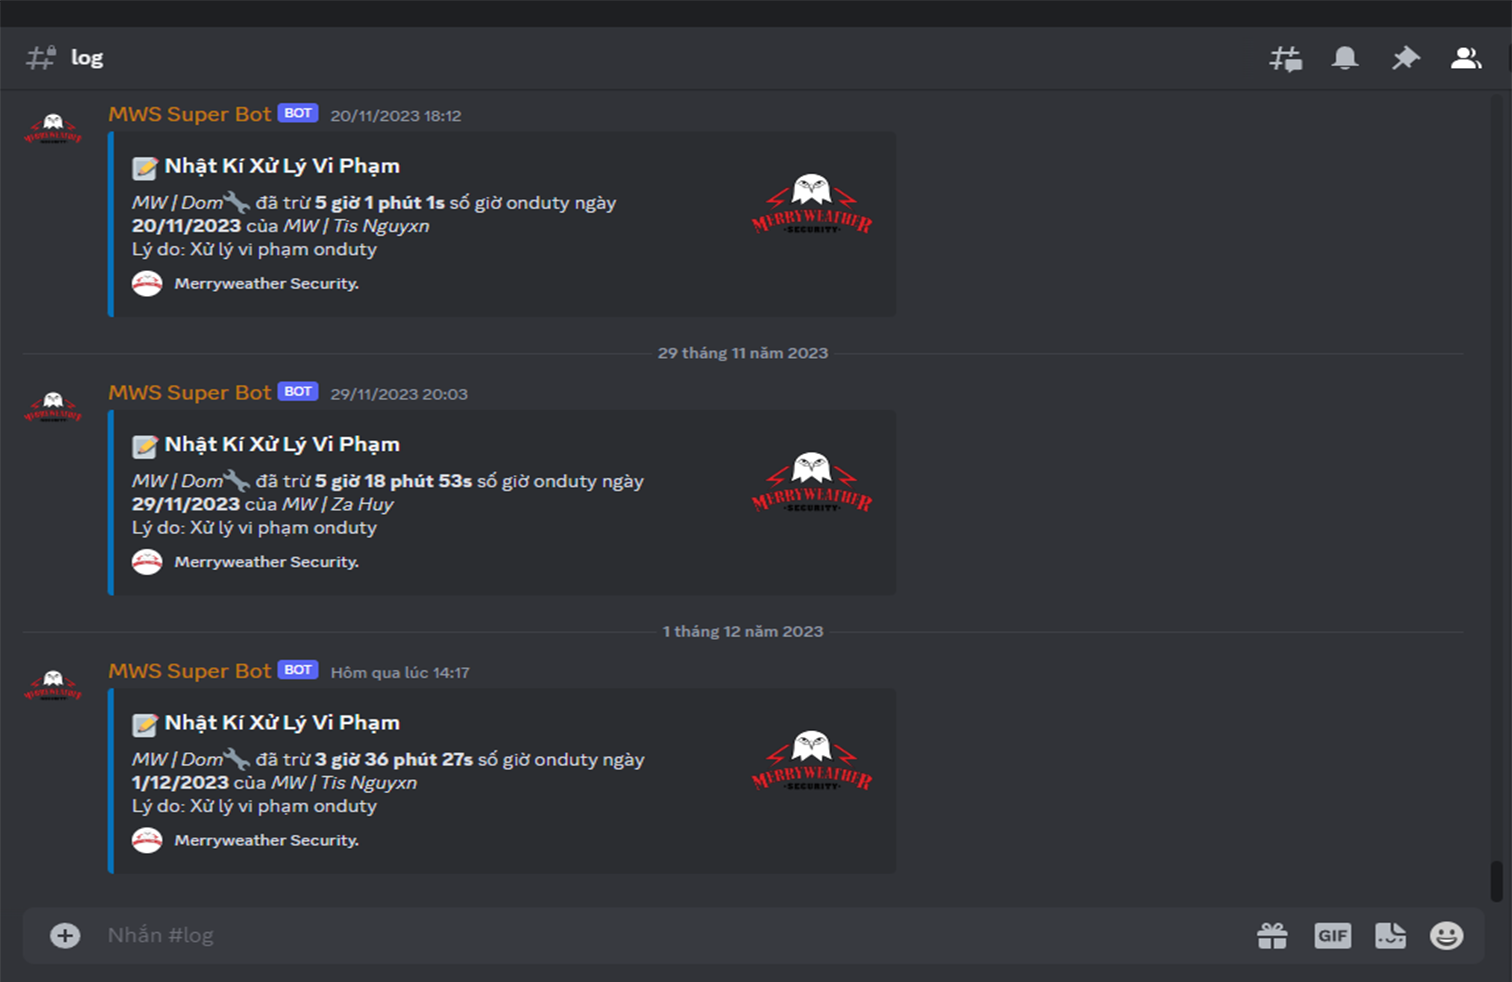 log
MWS Super Bot BOT 20/11/2023 18:12
Nhật Kí Xử Lý Vi Phạm
MW | Dom đã trừ 5 giờ 1 phút 1s số giờ onduty ngày
20/11/2023 của MW | Tis Nguyxn
Lý do: Xử lý vi phạm onduty
Merryweather Security.
MERRYWEATHER
·SECURITY·
29 tháng 11 năm 2023
MWS Super Bot BOT 29/11/2023 20:03
Nhật Kí Xử Lý Vi Phạm
MW | Dom đã trừ 5 giờ 18 phút 53s số giờ onduty ngày
29/11/2023 của MW | Za Huy
Lý do: Xử lý vi phạm onduty
Merryweather Security.
MERRYWEATHER
·SECURITY·
1 tháng 12 năm 2023
MWS Super Bot BOT Hôm qua lúc 14:17
Nhật Kí Xử Lý Vi Phạm
MW | Dom đã trừ 3 giờ 36 phút 27s số giờ onduty ngày
1/12/2023 của MW | Tis Nguyxn
Lý do: Xử lý vi phạm onduty
Merryweather Security.
MERRYWEATHER
·SECURITY·
Nhắn #log
GIF